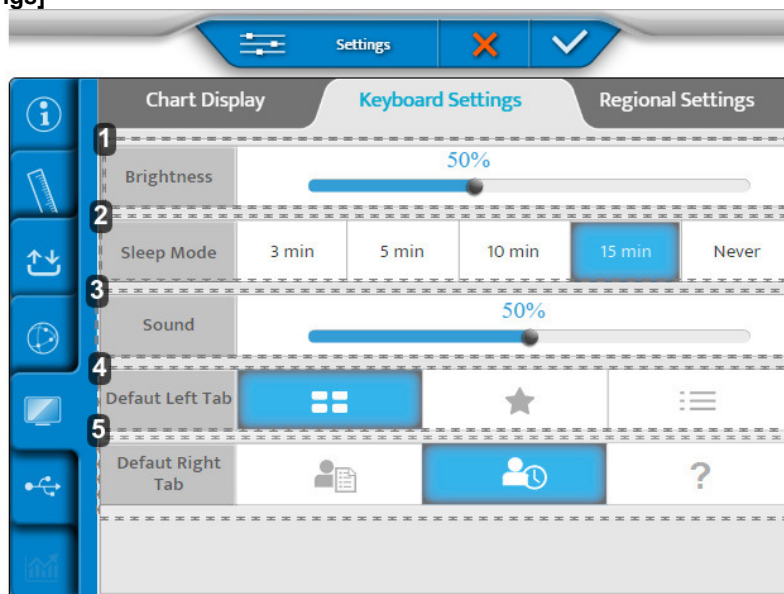 Settings
Chart Display
Keyboard Settings
Regional Settings
1
50%
Brightness
2
Sleep Mode
3 min
5 min
10 min
15 min
Never
3
50%
Sound
4
Defaut Left Tab
5
Defaut Right
Tab
?